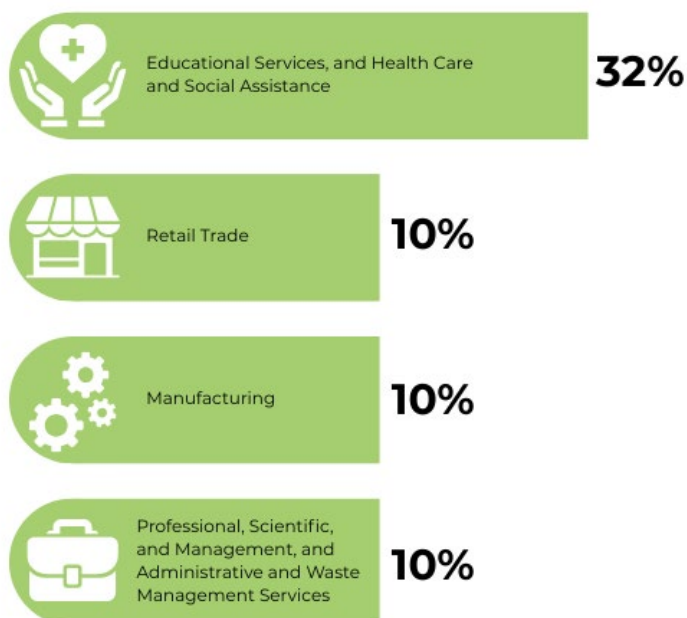 Educational Services, and Health Care
and Social Assistance
32%
Retail Trade
10%
Manufacturing
10%
Professional, Scientific,
and Management, and
Administrative and Waste
Management Services
10%